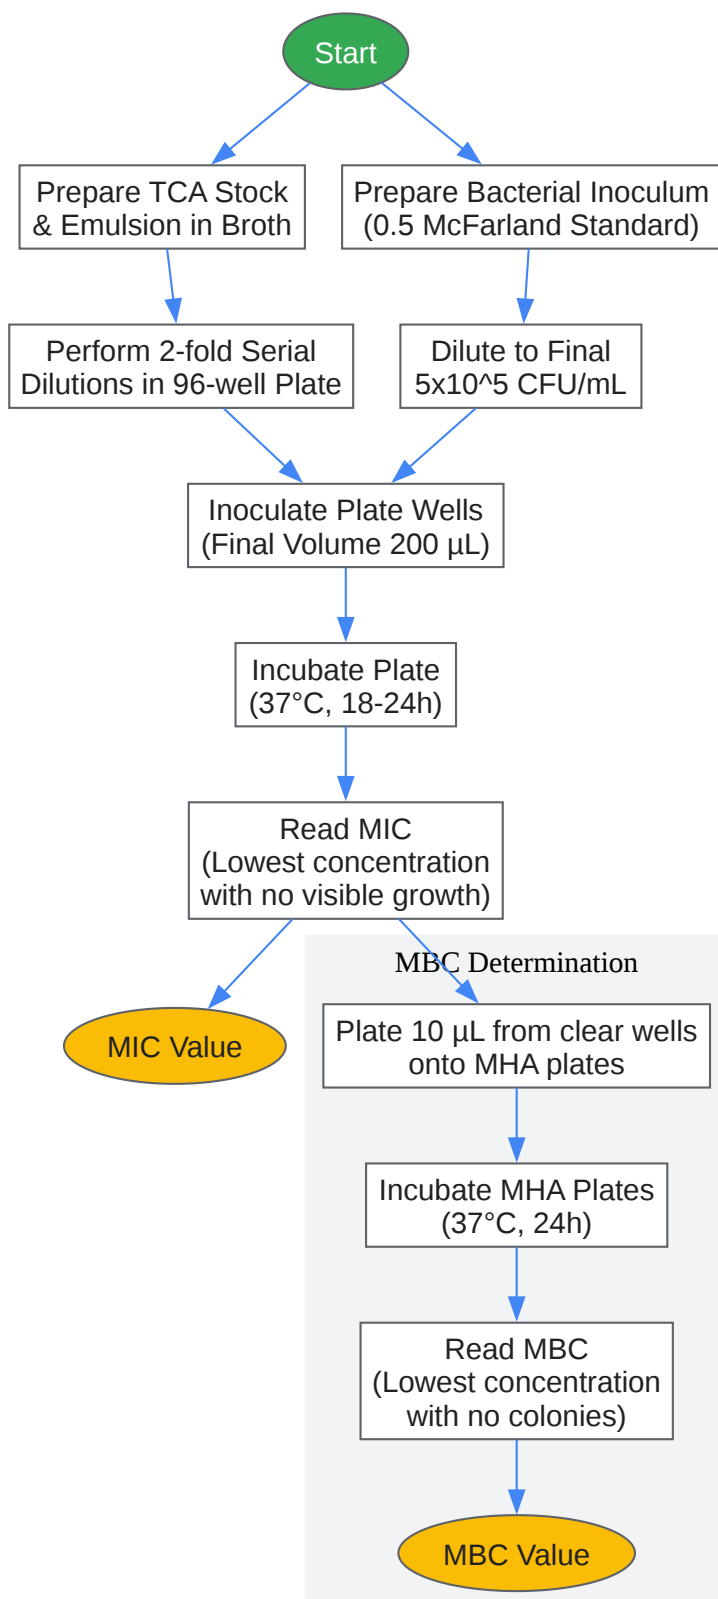 Start
Prepare TCA Stock
& Emulsion in Broth
Prepare Bacterial Inoculum
(0.5 McFarland Standard)
Perform 2-fold Serial
Dilutions in 96-well Plate
Dilute to Final
5x10^5 CFU/mL
Inoculate Plate Wells
(Final Volume 200 µL)
Incubate Plate
(37°C, 18-24h)
Read MIC
(Lowest concentration
with no visible growth)
MIC Value
MBC Determination
Plate 10 µL from clear wells
onto MHA plates
Incubate MHA Plates
(37°C, 24h)
Read MBC
(Lowest concentration
with no colonies)
MBC Value